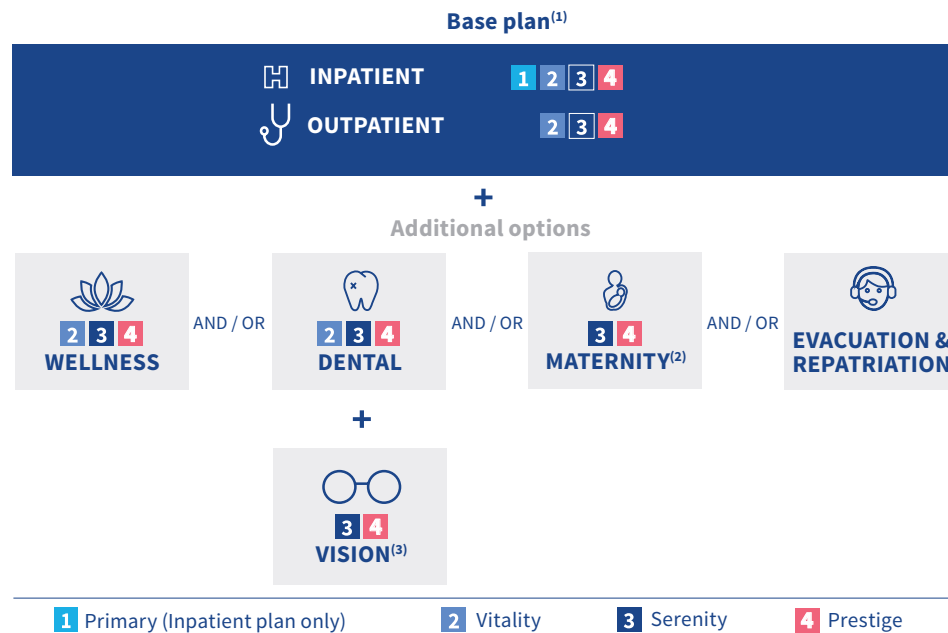 Base plan(1)
INPATIENT 1 2 3 4
OUTPATIENT 2 3 4
+
Additional options
2 3 4
WELLNESS
AND / OR
2 3 4
DENTAL
AND / OR
3 4
MATERNITY(2)
AND / OR
EVACUATION &
REPATRIATION
+
3 4
VISION(3)
1 Primary (Inpatient plan only) 2 Vitality 3 Serenity 4 Prestige